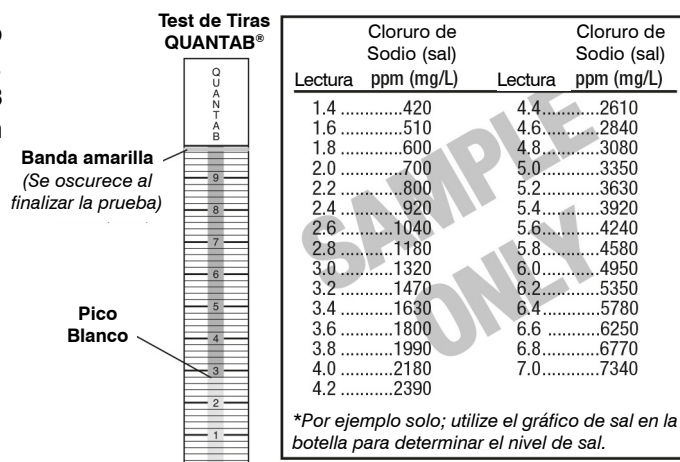 Test de Tiras
QUANTAB®
QUANTAB
Banda amarilla
(Se oscurece al
finalizar la prueba)
9
8
7
6
5
4
3
2
1
Pico
Blanco
Cloruro de Cloruro de
Sodio (sal) Sodio (sal)
Lectura ppm (mg/L) Lectura ppm (mg/L)
1.4 ............420 4.4............2610
1.6 ............510 4.6............2840
1.8 ............600 4.8............3080
2.0 ............700 5.0............3350
2.2 ............800 5.2............3630
2.4 ............920 5.4............3920
2.6 ..........1040 5.6............4240
2.8 ..........1180 5.8............4580
3.0 ..........1320 6.0............4950
3.2 ..........1470 6.2............5350
3.4 ..........1630 6.4............5780
3.6 ..........1800 6.6 ...........6250
3.8 ..........1990 6.8............6770
4.0 ..........2180 7.0............7340
4.2 ..........2390
SAMPLE
ONLY
*Por ejemplo solo; utilize el gráfico de sal en la
botella para determinar el nivel de sal.